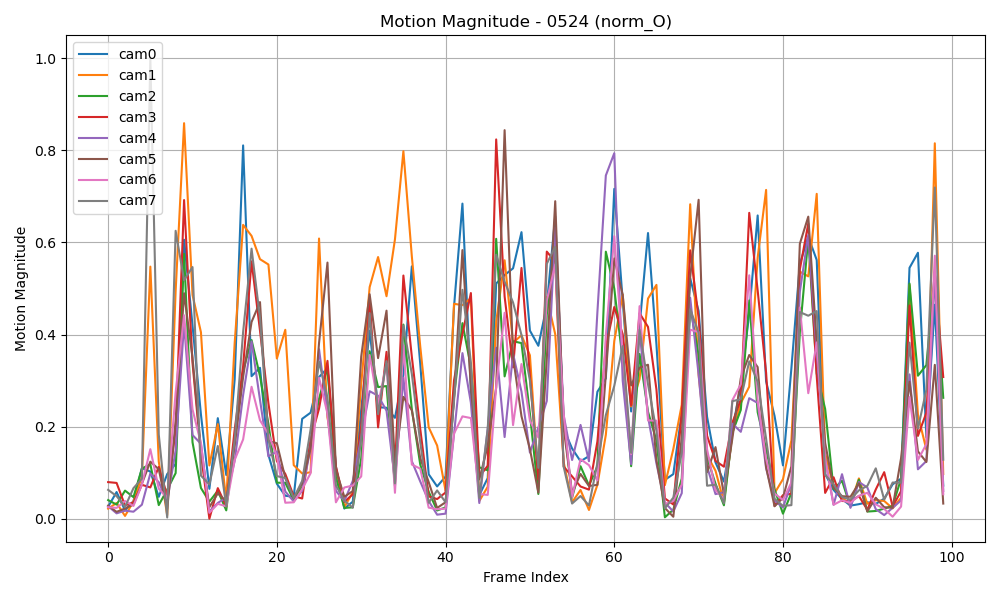 Motion Magnitude - 0524 (norm_O)
cam0
cam1
cam2
cam3
cam4
cam5
cam6
cam7
1.0
0.8
0.6
0.4
0.2
0.0
Motion Magnitude
0 20 40 60 80 100
Frame Index